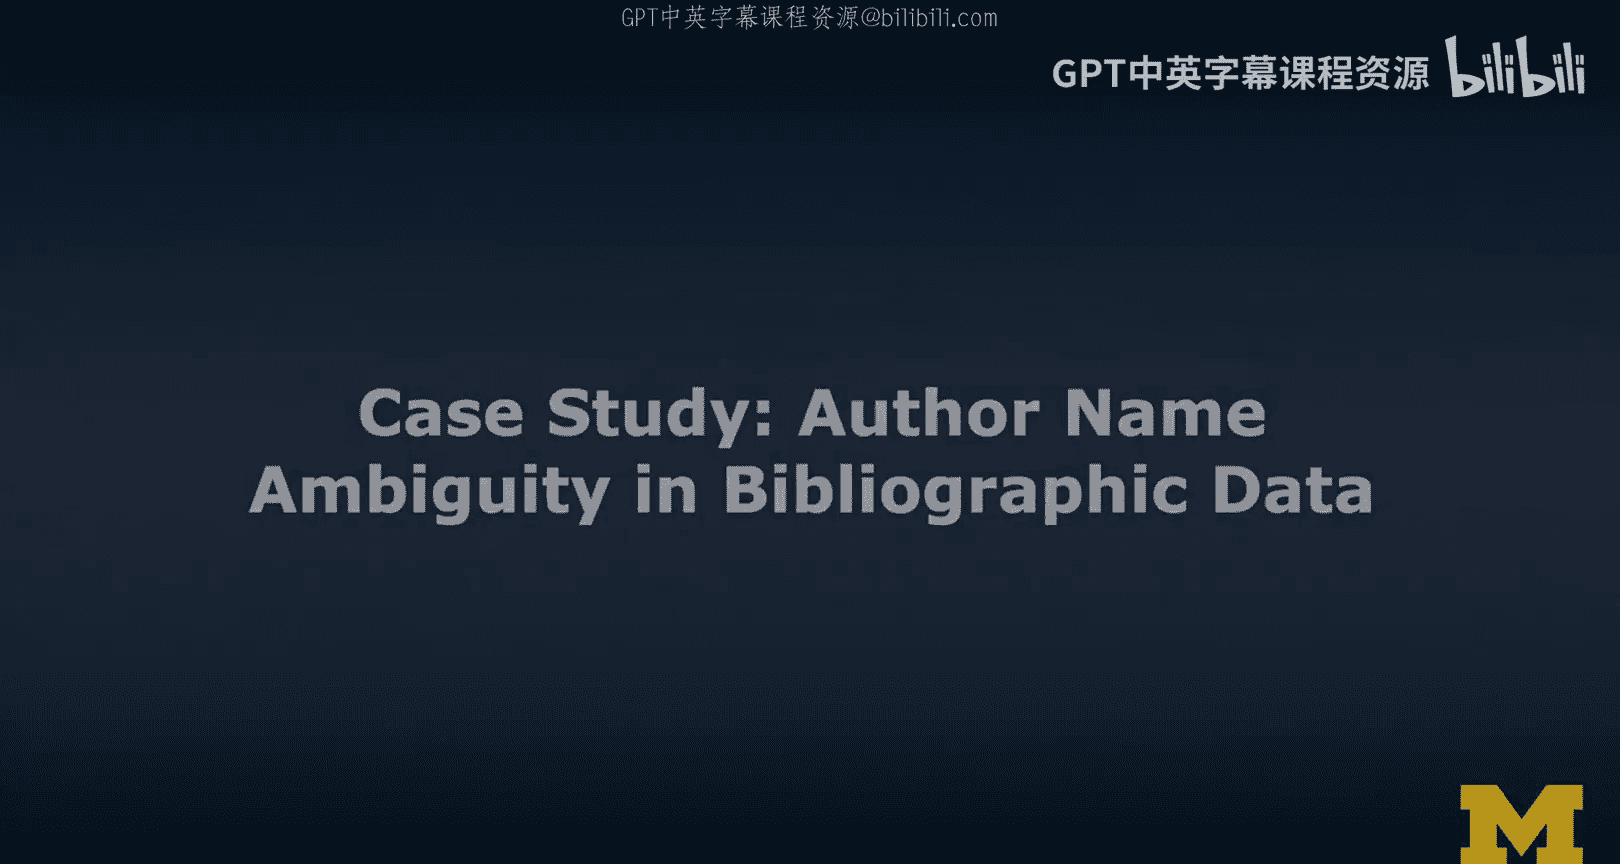 GPT中英字幕课程资源@bilibili.com
GPT中英字幕课程资源 bilibili
Case Study: Author Name
Ambiguity in Bibliographic Data
M